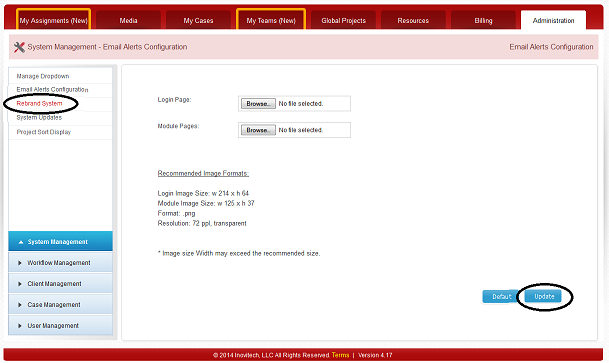 My Assignments (New) Media My Cases My Teams (New) Global Projects Resources Billing Administration
System Management - Email Alerts Configuration Email Alerts Configuration
Manage Dropdown
Email Alerts Configuration
Rebrand System
System Updates
Project Sort Display
System Management
Workflow Management
Client Management
Case Management
User Management
Login Page: Browse.. No file selected.
Module Pages: Browse.. No file selected.
Recommended Image Formats:
Login Image Size: w 214 x h 64
Module Image Size: w 125 x h 37
Format: .png
Resolution: 72 ppl, transparent
* Image size Width may exceed the recommended size.
Default Update
© 2014 Inovitech, LLC All Rights Reserved. Terms | Version 4.17